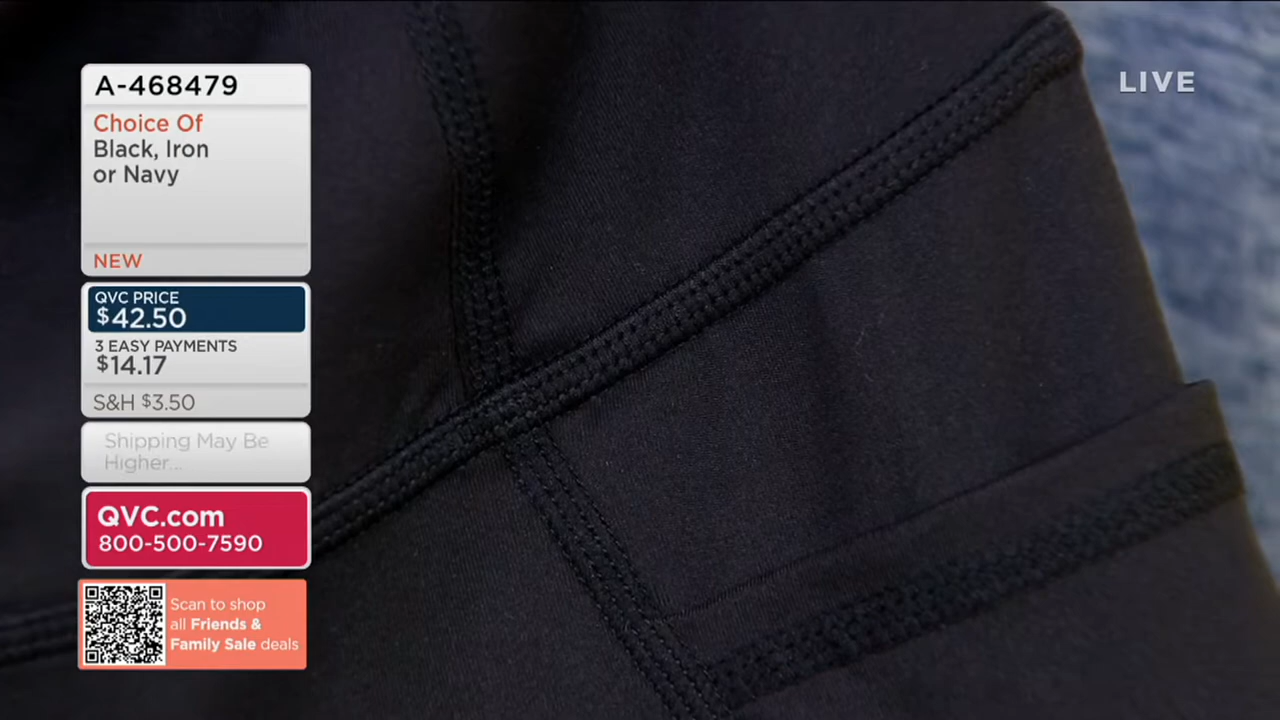 A-468479
Choice Of
Black, Iron
or Navy
NEW
QVC PRICE
$42.50
3 EASY PAYMENTS
$14.17
S&H $3.50
Shipping May Be
Higher...
QVC.com
800-500-7590
Scan to shop
all Friends &
Family Sale deals
LIVE